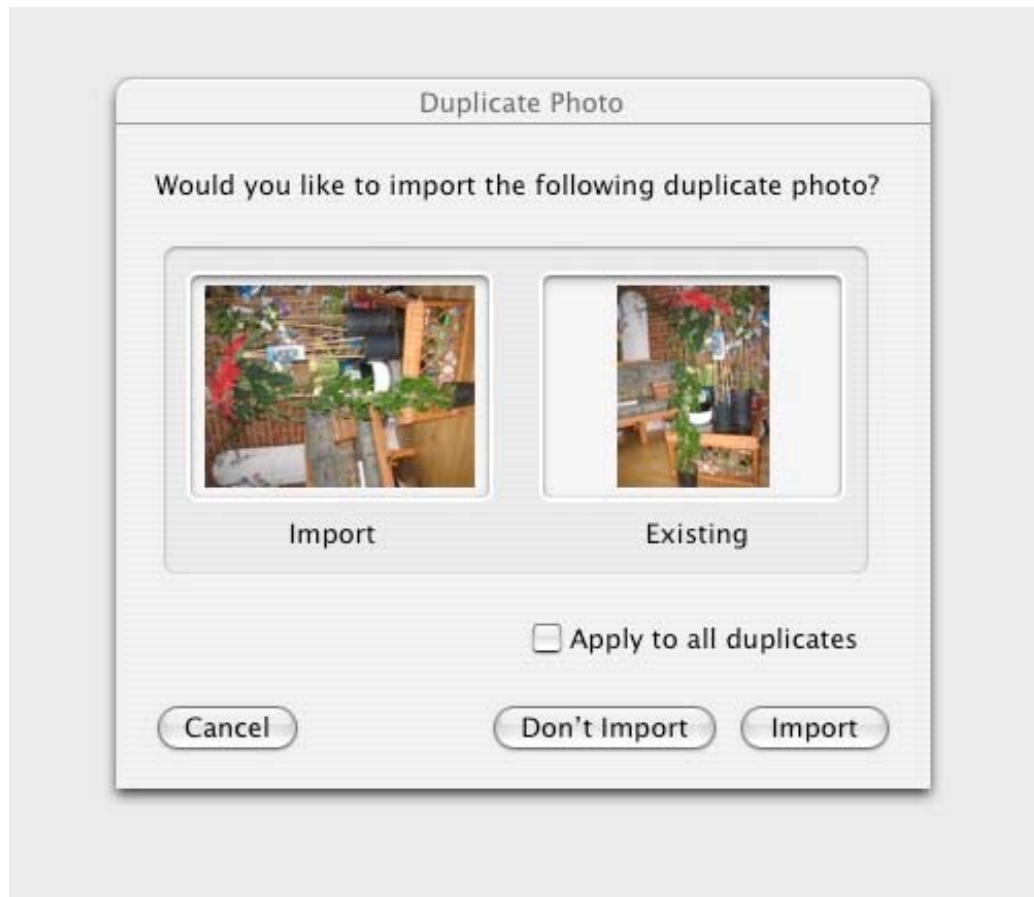 Duplicate Photo
Would you like to import the following duplicate photo?
Import
Existing
Apply to all duplicates
Cancel
Don't Import
Import